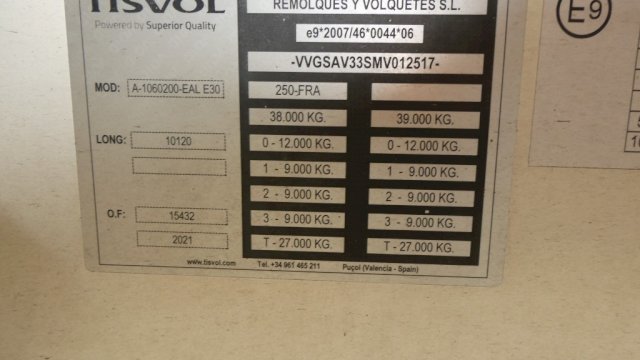 TISVOL
REMOLQUES Y VOLQUETES S.L.
Powered by Superior Quality
e9*2007/46*0044*06
-VVGSAV33SMV012517-
MOD: A-1060200-EAL E30 250-FRA
38.000 KG. 39.000 KG.
LONG: 10120 0 - 12.000 KG. 0 - 12.000 KG.
1 - 9.000 KG. 1 - 9.000 KG.
2 - 9.000 KG. 2 - 9.000 KG.
O.F: 15432 3 - 9.000 KG. 3 - 9.000 KG.
2021 T - 27.000 KG. T - 27.000 KG.
www.tisvol.com Tel. +34 961 465 211 Puçol (Valencia - Spain)
E9